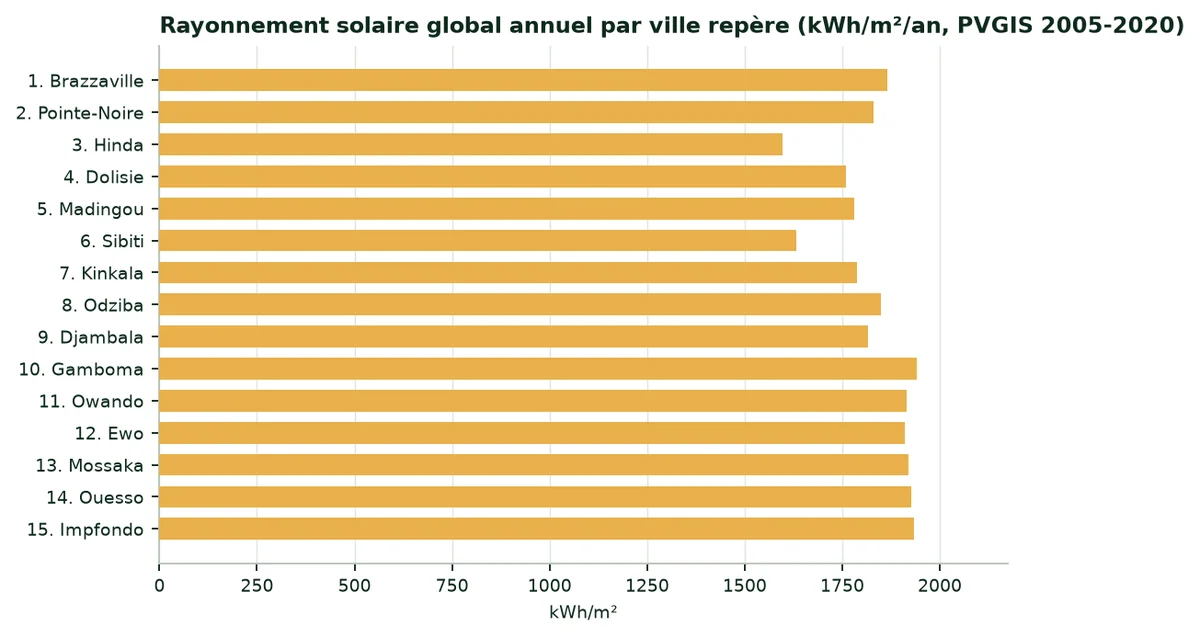 Rayonnement solaire global annuel par ville repère (kWh/m²/an, PVGIS 2005-2020)
1. Brazzaville
2. Pointe-Noire
3. Hinda
4. Dolisie
5. Madingou
6. Sibiti
7. Kinkala
8. Odziba
9. Djambala
10. Gamboma
11. Owando
12. Ewo
13. Mossaka
14. Ouesso
15. Impfondo
0 250 500 750 1000 1250 1500 1750 2000
kWh/m²